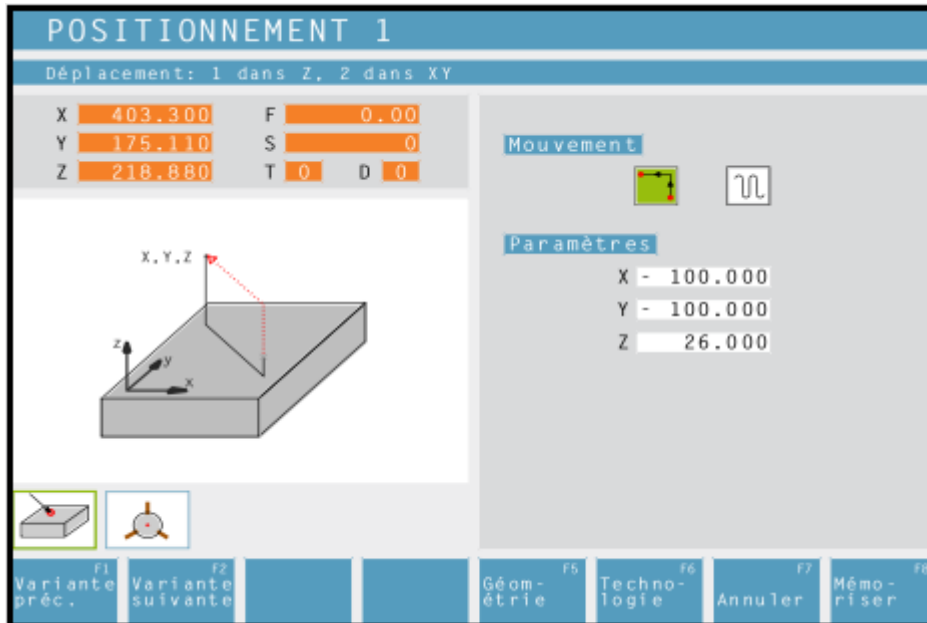 POSITIONNEMENT 1
Déplacement: 1 dans Z, 2 dans XY
X 403.300 F 0.00
Y 175.110 S 0
Z 218.880 T 0 D 0
Mouvement
Paramètres
X - 100.000
Y - 100.000
Z 26.000
X,Y,Z
z
y
x
F1 F2 F5 F6 F7 F8
Variante Variante Géom- Techno- Mémo-
préc. suivante étrie logie Annuler riser